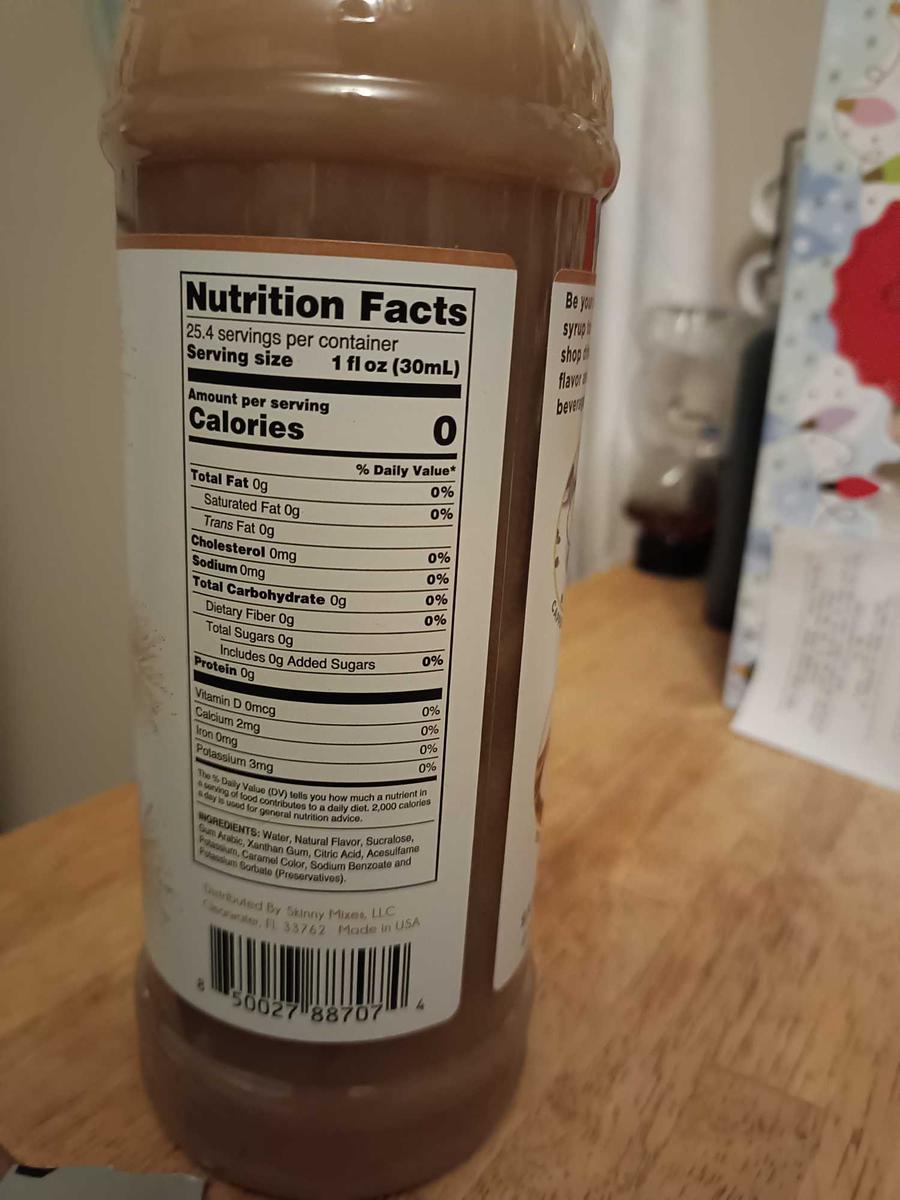 Nutrition Facts
25.4 servings per container
Serving size 1 fl oz (30mL)
Amount per serving
Calories 0
% Daily Value*
Total Fat 0g 0%
Saturated Fat 0g 0%
Trans Fat 0g
Cholesterol 0mg 0%
Sodium 0mg 0%
Total Carbohydrate 0g 0%
Dietary Fiber 0g 0%
Total Sugars 0g
Includes 0g Added Sugars 0%
Protein 0g
Vitamin D 0mcg 0%
Calcium 2mg 0%
Iron 0mg 0%
Potassium 3mg 0%
The % Daily Value (DV) tells you how much a nutrient in
a serving of food contributes to a daily diet. 2,000 calories
a day is used for general nutrition advice.
INGREDIENTS: Water, Natural Flavor, Sucralose,
Gum Arabic, Xanthan Gum, Citric Acid, Acesulfame
Potassium, Caramel Color, Sodium Benzoate and
Potassium Sorbate (Preservatives).
Distributed By Skinny Mixes, LLC
Clearwater, FL 33762 Made in USA
8 50027 88707 4
Be
syrup
shop
flavor